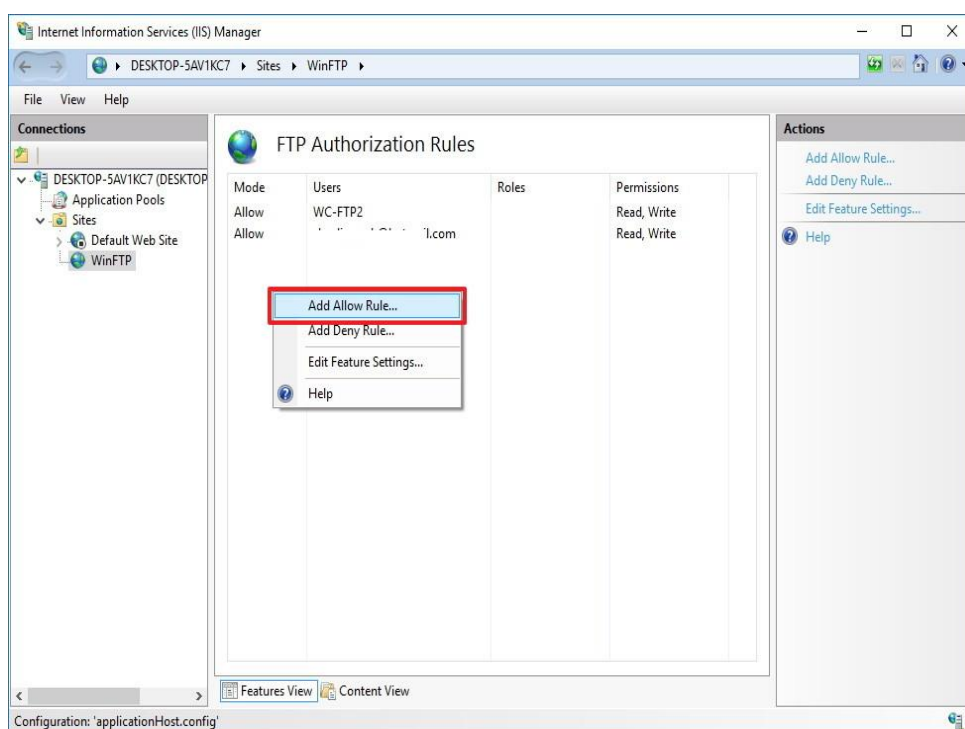 Internet Information Services (IIS) Manager
DESKTOP-5AV1KC7 Sites WinFTP
File View Help
Connections
DESKTOP-5AV1KC7 (DESKTOP
Application Pools
Sites
Default Web Site
WinFTP
FTP Authorization Rules
Mode Users Roles Permissions
Allow WC-FTP2 Read, Write
Allow l.com Read, Write
Add Allow Rule...
Add Deny Rule...
Edit Feature Settings...
Help
Features View Content View
Actions
Add Allow Rule...
Add Deny Rule...
Edit Feature Settings...
Help
Configuration: 'applicationHost.config'